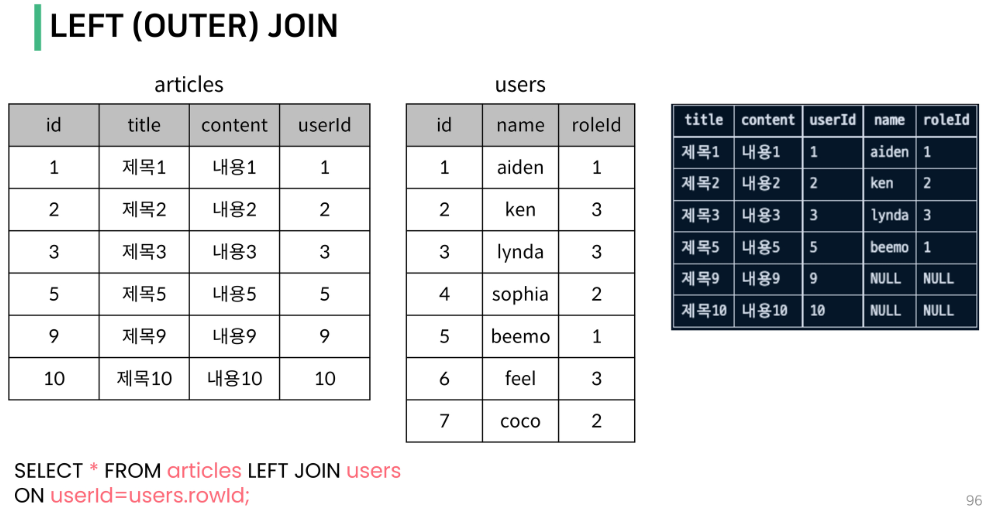 LEFT (OUTER) JOIN
articles
id title content userId
1 제목1 내용1 1
2 제목2 내용2 2
3 제목3 내용3 3
5 제목5 내용5 5
9 제목9 내용9 9
10 제목10 내용10 10
users
id name roleId
1 aiden 1
2 ken 3
3 lynda 3
4 sophia 2
5 beemo 1
6 feel 3
7 coco 2
title content userId name roleId
제목1 내용1 1 aiden 1
제목2 내용2 2 ken 2
제목3 내용3 3 lynda 3
제목5 내용5 5 beemo 1
제목9 내용9 9 NULL NULL
제목10 내용10 10 NULL NULL
SELECT * FROM articles LEFT JOIN users
ON userId=users.rowId;
96